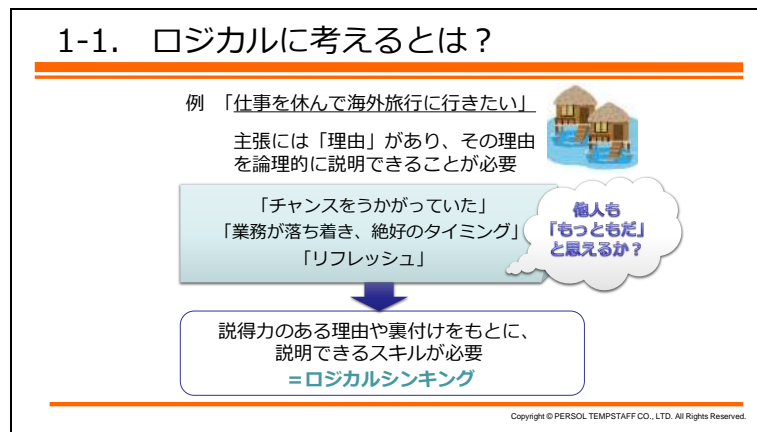 1-1. ロジカルに考えるとは？
例 「仕事を休んで海外旅行に行きたい」
主張には「理由」があり、その理由
を論理的に説明できることが必要
「チャンスをうかがっていた」
「業務が落ち着き、絶好のタイミング」
「リフレッシュ」
他人も
「もっともだ」
と思えるか？
説得力のある理由や裏付けをもとに、
説明できるスキルが必要
＝ロジカルシンキング
Copyright © PERSOL TEMPSTAFF CO., LTD. All Rights Reserved.